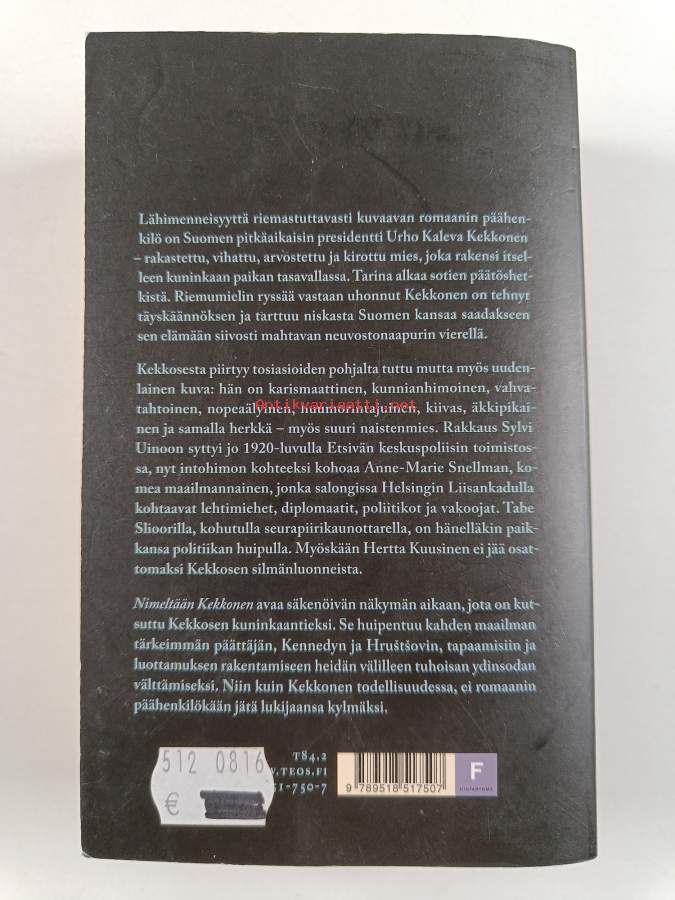 Lähimenneisyyttä riemastuttavasti kuvaavan romaanin päähen-
kilö on Suomen pitkäaikaisin presidentti Urho Kaleva Kekkonen
– rakastettu, vihattu, arvostettu ja kirottu mies, joka rakensi itsel-
leen kuninkaan paikan tasavallassa. Tarina alkaa sotien päätöshet-
kistä. Riemumielin ryssää vastaan uhonnut Kekkonen on tehnyt
täyskäännöksen ja tarttuu niskasta Suomen kansaa saadakseen
sen elämään siivosti mahtavan neuvostonaapurin vierellä.
Kekkosesta piirtyy tosiasioiden pohjalta tuttu mutta myös uuden-
lainen kuva: hän on karismaattinen, kunnianhimoinen, vahva-
tahtoinen, nopeaälyinen, huumorintajuinen, kiivas, äkkipikai-
Antikvariaatti.net
nen ja samalla herkkä – myös suuri naistenmies. Rakkaus Sylvi
Uinoon syttyi jo 1920-luvulla Etsivän keskuspoliisin toimistos-
sa, nyt intohimon kohteeksi kohoaa Anne-Marie Snellman, ko-
mea maailmannainen, jonka salongissa Helsingin Liisankadulla
kohtaavat lehtimiehet, diplomaatit, poliitikot ja vakoojat. Tabe
Slioorilla, kohutulla seurapiirikaunottarella, on hänelläkin paik-
kansa politiikan huipulla. Myöskään Hertta Kuusinen ei jää osat-
tomaksi Kekkosen silmänluonneista.
Nimeltään Kekkonen avaa säkenöivän näkymän aikaan, jota on kut-
suttu Kekkosen kuninkaantieksi. Se huipentuu kahden maailman
tärkeimmän päättäjän, Kennedyn ja Hruštšovin, tapaamisiin ja
luottamuksen rakentamiseen heidän välilleen tuhoisan ydinsodan
välttämiseksi. Niin kuin Kekkonen todellisuudessa, ei romaanin
päähenkilökään jätä lukijaansa kylmäksi.
512 0816
€
T84.2
.TEOS.FI
51-750-7
9 789518 517507
F